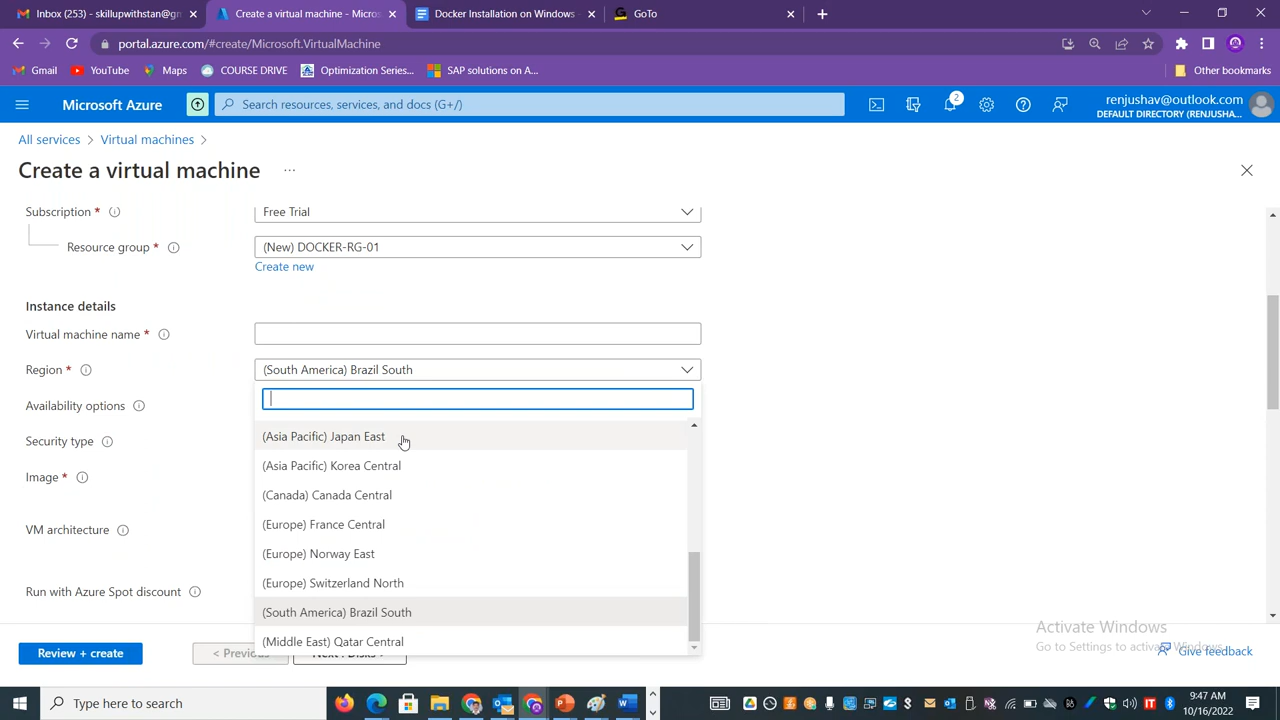 Inbox (253) - skillupwithstan@gm
Create a virtual machine - Micros
Docker Installation on Windows
GoTo
portal.azure.com/#create/Microsoft.VirtualMachine
Gmail
YouTube
Maps
COURSE DRIVE
Optimization Series...
SAP solutions on A...
Other bookmarks
Microsoft Azure
Search resources, services, and docs (G+/)
2
renjushav@outlook.com
DEFAULT DIRECTORY (RENJUSHA...
All services > Virtual machines >
Create a virtual machine ...
Subscription *
Free Trial
Resource group *
(New) DOCKER-RG-01
Create new
Instance details
Virtual machine name *
Region *
(South America) Brazil South
Availability options
(Asia Pacific) Japan East
Security type
(Asia Pacific) Korea Central
Image *
(Canada) Canada Central
(Europe) France Central
VM architecture
(Europe) Norway East
(Europe) Switzerland North
Run with Azure Spot discount
(South America) Brazil South
(Middle East) Qatar Central
Review + create
< Previous
Next : Disks >
Activate Windows
Go to Settings to activate Windows.
Give feedback
Type here to search
9:47 AM
10/16/2022